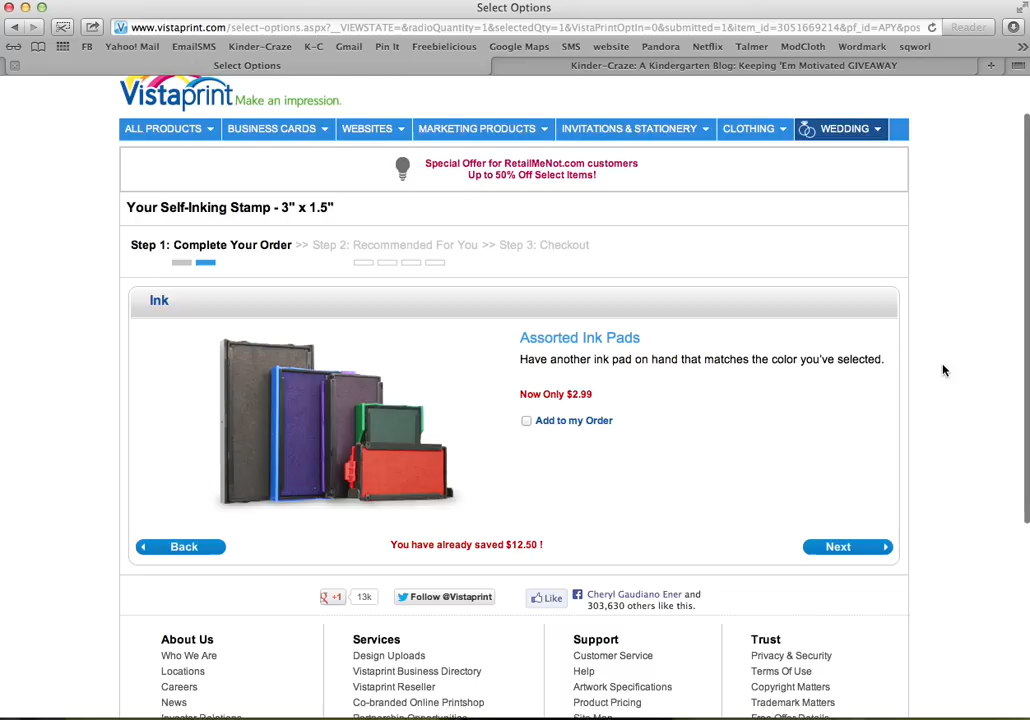 Select Options
www.vistaprint.com/select-options.aspx?__VIEWSTATE=&radioQuantity=1&selectedQty=1&VistaPrintOptIn=0&submitted=1&item_id=3051669214&pf_id=APY&pos
Reader
FB Yahoo! Mail EmailSMS Kinder-Craze K-C Gmail Pin It Freebielicious Google Maps SMS website Pandora Netflix Talmer ModCloth Wordmark sqworl
Select Options Kinder-Craze: A Kindergarten Blog: Keeping 'Em Motivated GIVEAWAY
Vistaprint Make an impression.
ALL PRODUCTS BUSINESS CARDS WEBSITES MARKETING PRODUCTS INVITATIONS & STATIONERY CLOTHING WEDDING
Special Offer for RetailMeNot.com customers
Up to 50% Off Select Items!
Your Self-Inking Stamp - 3" x 1.5"
Step 1: Complete Your Order >> Step 2: Recommended For You >> Step 3: Checkout
Ink
Assorted Ink Pads
Have another ink pad on hand that matches the color you've selected.
Now Only $2.99
Add to my Order
Back You have already saved $12.50 ! Next
+1 13k Follow @Vistaprint Like Cheryl Gaudiano Ener and
303,630 others like this.
About Us Services Support Trust
Who We Are Design Uploads Customer Service Privacy & Security
Locations Vistaprint Business Directory Help Terms Of Use
Careers Vistaprint Reseller Artwork Specifications Copyright Matters
News Co-branded Online Printshop Product Pricing Trademark Matters
Investor Relations Partnership Opportunities Site Map Free Offer Details